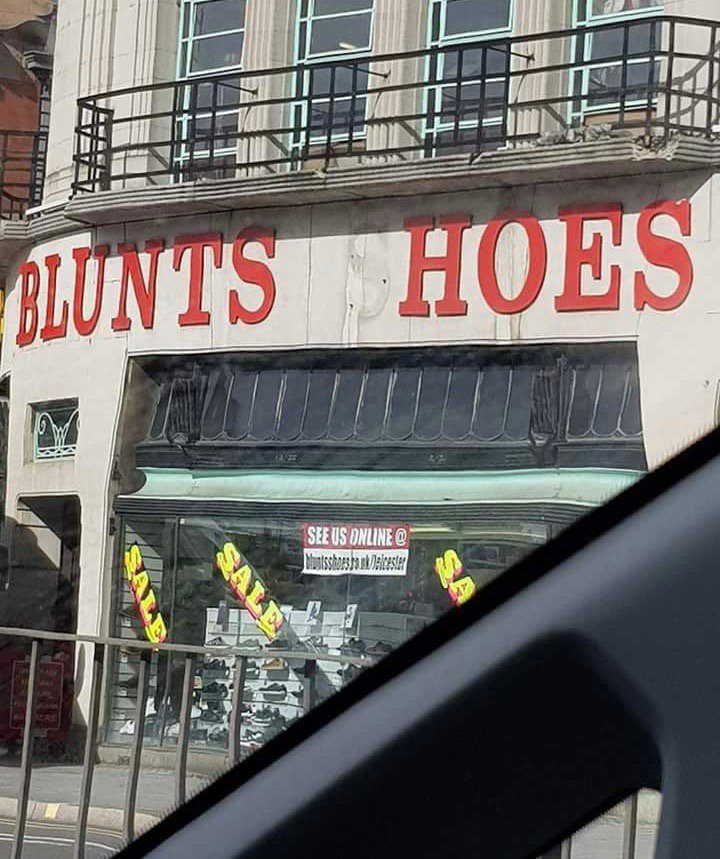 BLUNTS HOES
SEE US ONLINE @
bluntsshoes.co.uk/leicester
SALE
SALE
SA